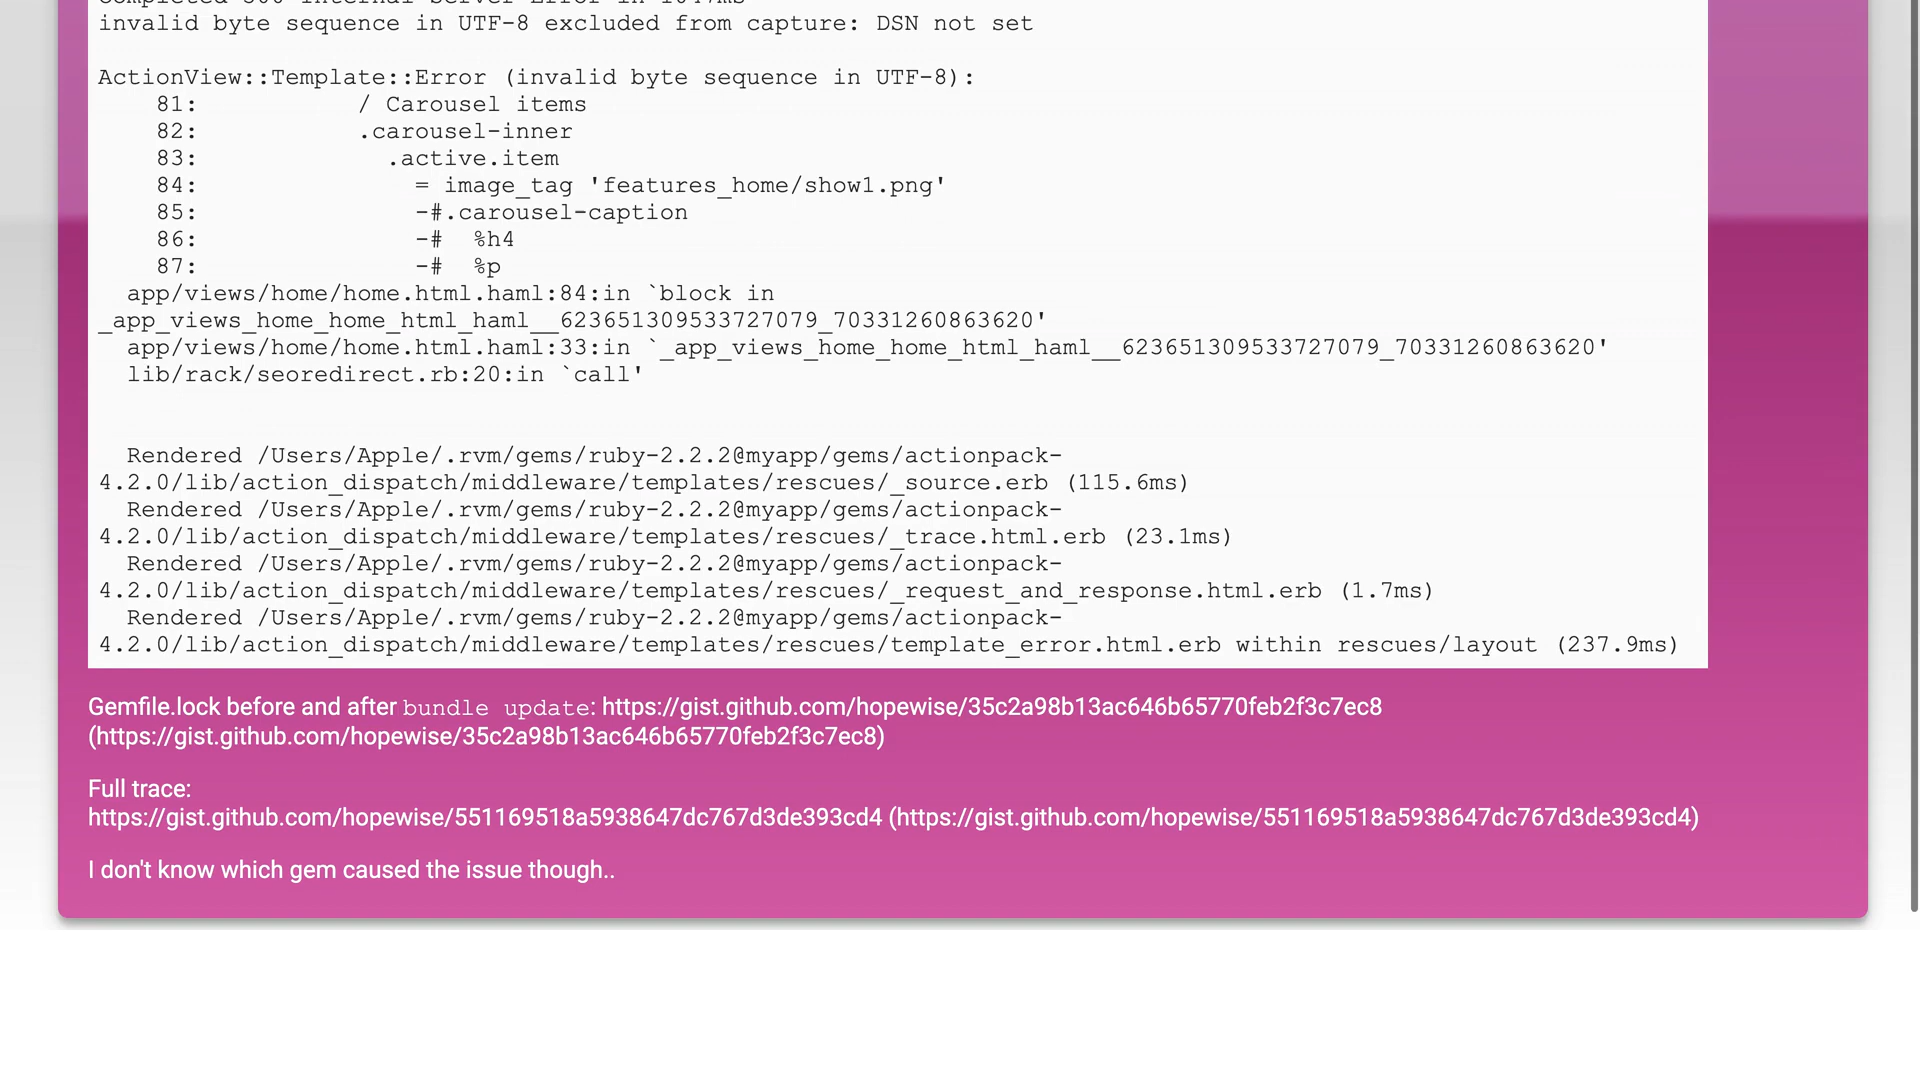 invalid byte sequence in UTF-8 excluded from capture: DSN not set
ActionView::Template::Error (invalid byte sequence in UTF-8):
81: / Carousel items
82: .carousel-inner
83: .active.item
84: = image_tag 'features_home/show1.png'
85: -#.carousel-caption
86: -# %h4
87: -# %p
app/views/home/home.html.haml:84:in `block in
_app_views_home_home_html_haml__623651309533727079_70331260863620'
app/views/home/home.html.haml:33:in `_app_views_home_home_html_haml__623651309533727079_70331260863620'
lib/rack/seoredirect.rb:20:in `call'
Rendered /Users/Apple/.rvm/gems/ruby-2.2.2@myapp/gems/actionpack-
4.2.0/lib/action_dispatch/middleware/templates/rescues/_source.erb (115.6ms)
Rendered /Users/Apple/.rvm/gems/ruby-2.2.2@myapp/gems/actionpack-
4.2.0/lib/action_dispatch/middleware/templates/rescues/_trace.html.erb (23.1ms)
Rendered /Users/Apple/.rvm/gems/ruby-2.2.2@myapp/gems/actionpack-
4.2.0/lib/action_dispatch/middleware/templates/rescues/_request_and_response.html.erb (1.7ms)
Rendered /Users/Apple/.rvm/gems/ruby-2.2.2@myapp/gems/actionpack-
4.2.0/lib/action_dispatch/middleware/templates/rescues/template_error.html.erb within rescues/layout (237.9ms)
Gemfile.lock before and after bundle update: https://gist.github.com/hopewise/35c2a98b13ac646b65770feb2f3c7ec8
(https://gist.github.com/hopewise/35c2a98b13ac646b65770feb2f3c7ec8)
Full trace:
https://gist.github.com/hopewise/551169518a5938647dc767d3de393cd4 (https://gist.github.com/hopewise/551169518a5938647dc767d3de393cd4)
I don't know which gem caused the issue though..